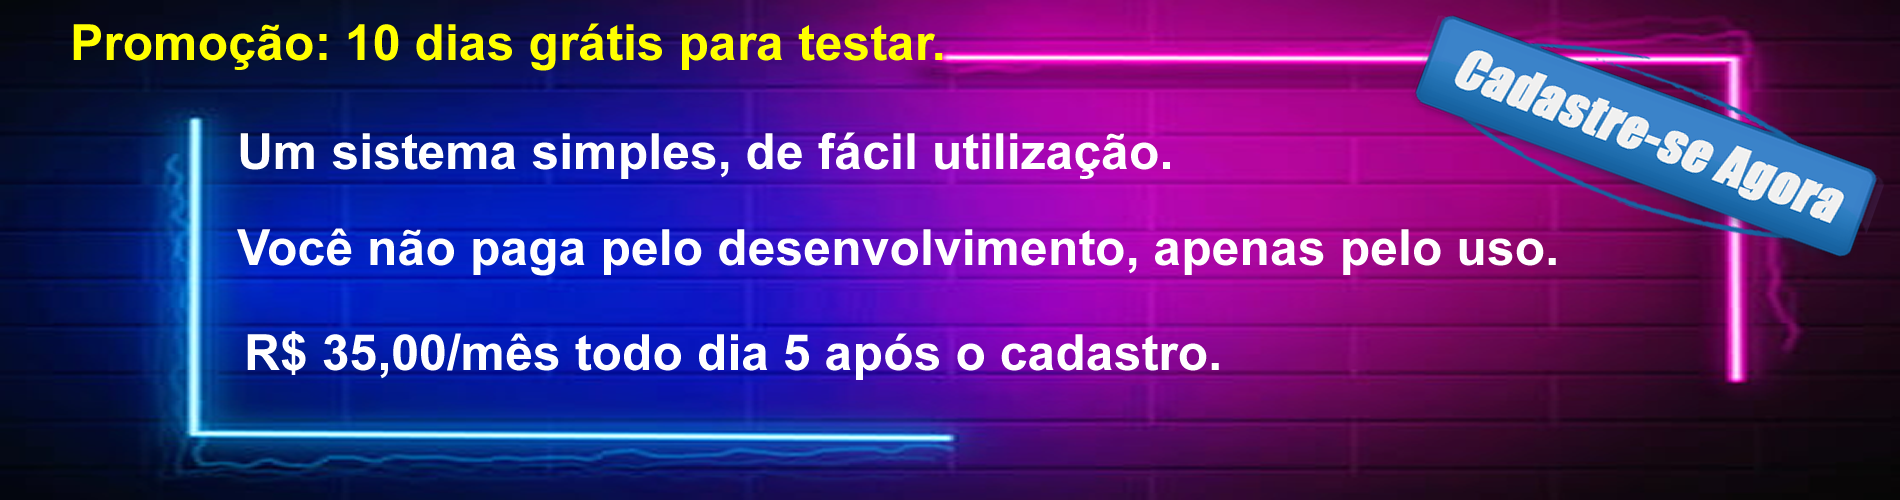 Promoção: 10 dias grátis para testar.
Cadastre-se Agora
Um sistema simples, de fácil utilização.
Você não paga pelo desenvolvimento, apenas pelo uso.
R$ 35,00/mês todo dia 5 após o cadastro.